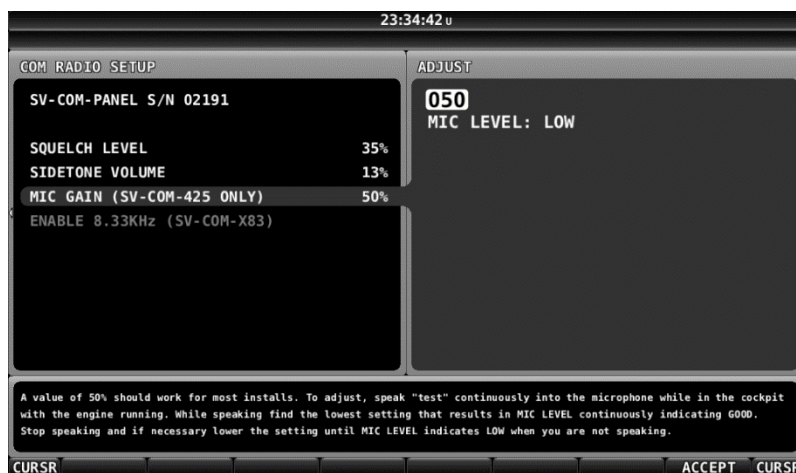 23:34:42 U
COM RADIO SETUP
SV-COM-PANEL S/N 02191
SQUELCH LEVEL 35%
SIDETONE VOLUME 13%
MIC GAIN (SV-COM-425 ONLY) 50%
ENABLE 8.33KHz (SV-COM-X83)
ADJUST
050
MIC LEVEL: LOW
A value of 50% should work for most installs. To adjust, speak "test" continuously into the microphone while in the cockpit
with the engine running. While speaking find the lowest setting that results in MIC LEVEL continuously indicating GOOD.
Stop speaking and if necessary lower the setting until MIC LEVEL indicates LOW when you are not speaking.
CURSR ACCEPT CURSR